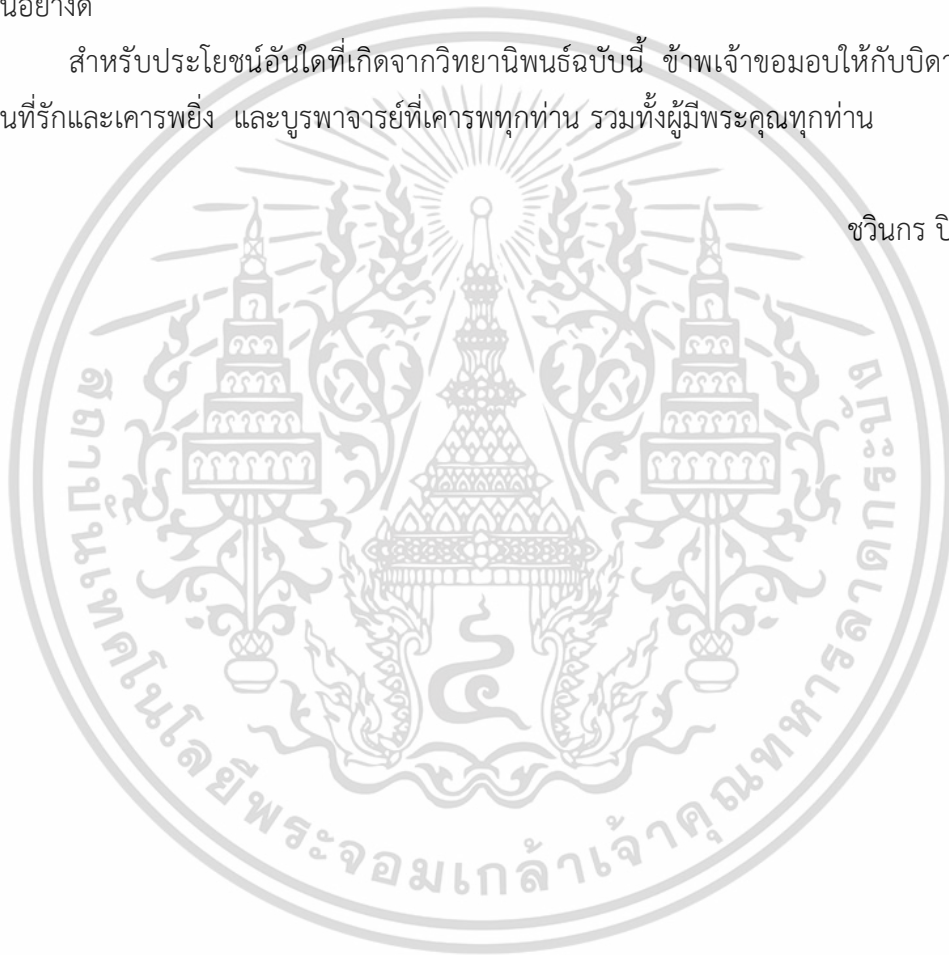 นอย่างดี
สำหรับประโยชน์อันใดที่เกิดจากวิทยานิพนธ์ฉบับนี้ ข้าพเจ้าขอมอบให้กับบิดา
นที่รักและเคารพยิ่ง และบูรพาจารย์ที่เคารพทุกท่าน รวมทั้งผู้มีพระคุณทุกท่าน
ชวินกร ปิ
สถาบันเทคโนโลยีพระจอมเกล้าเจ้าคุณทหารลาดกระบัง
๔